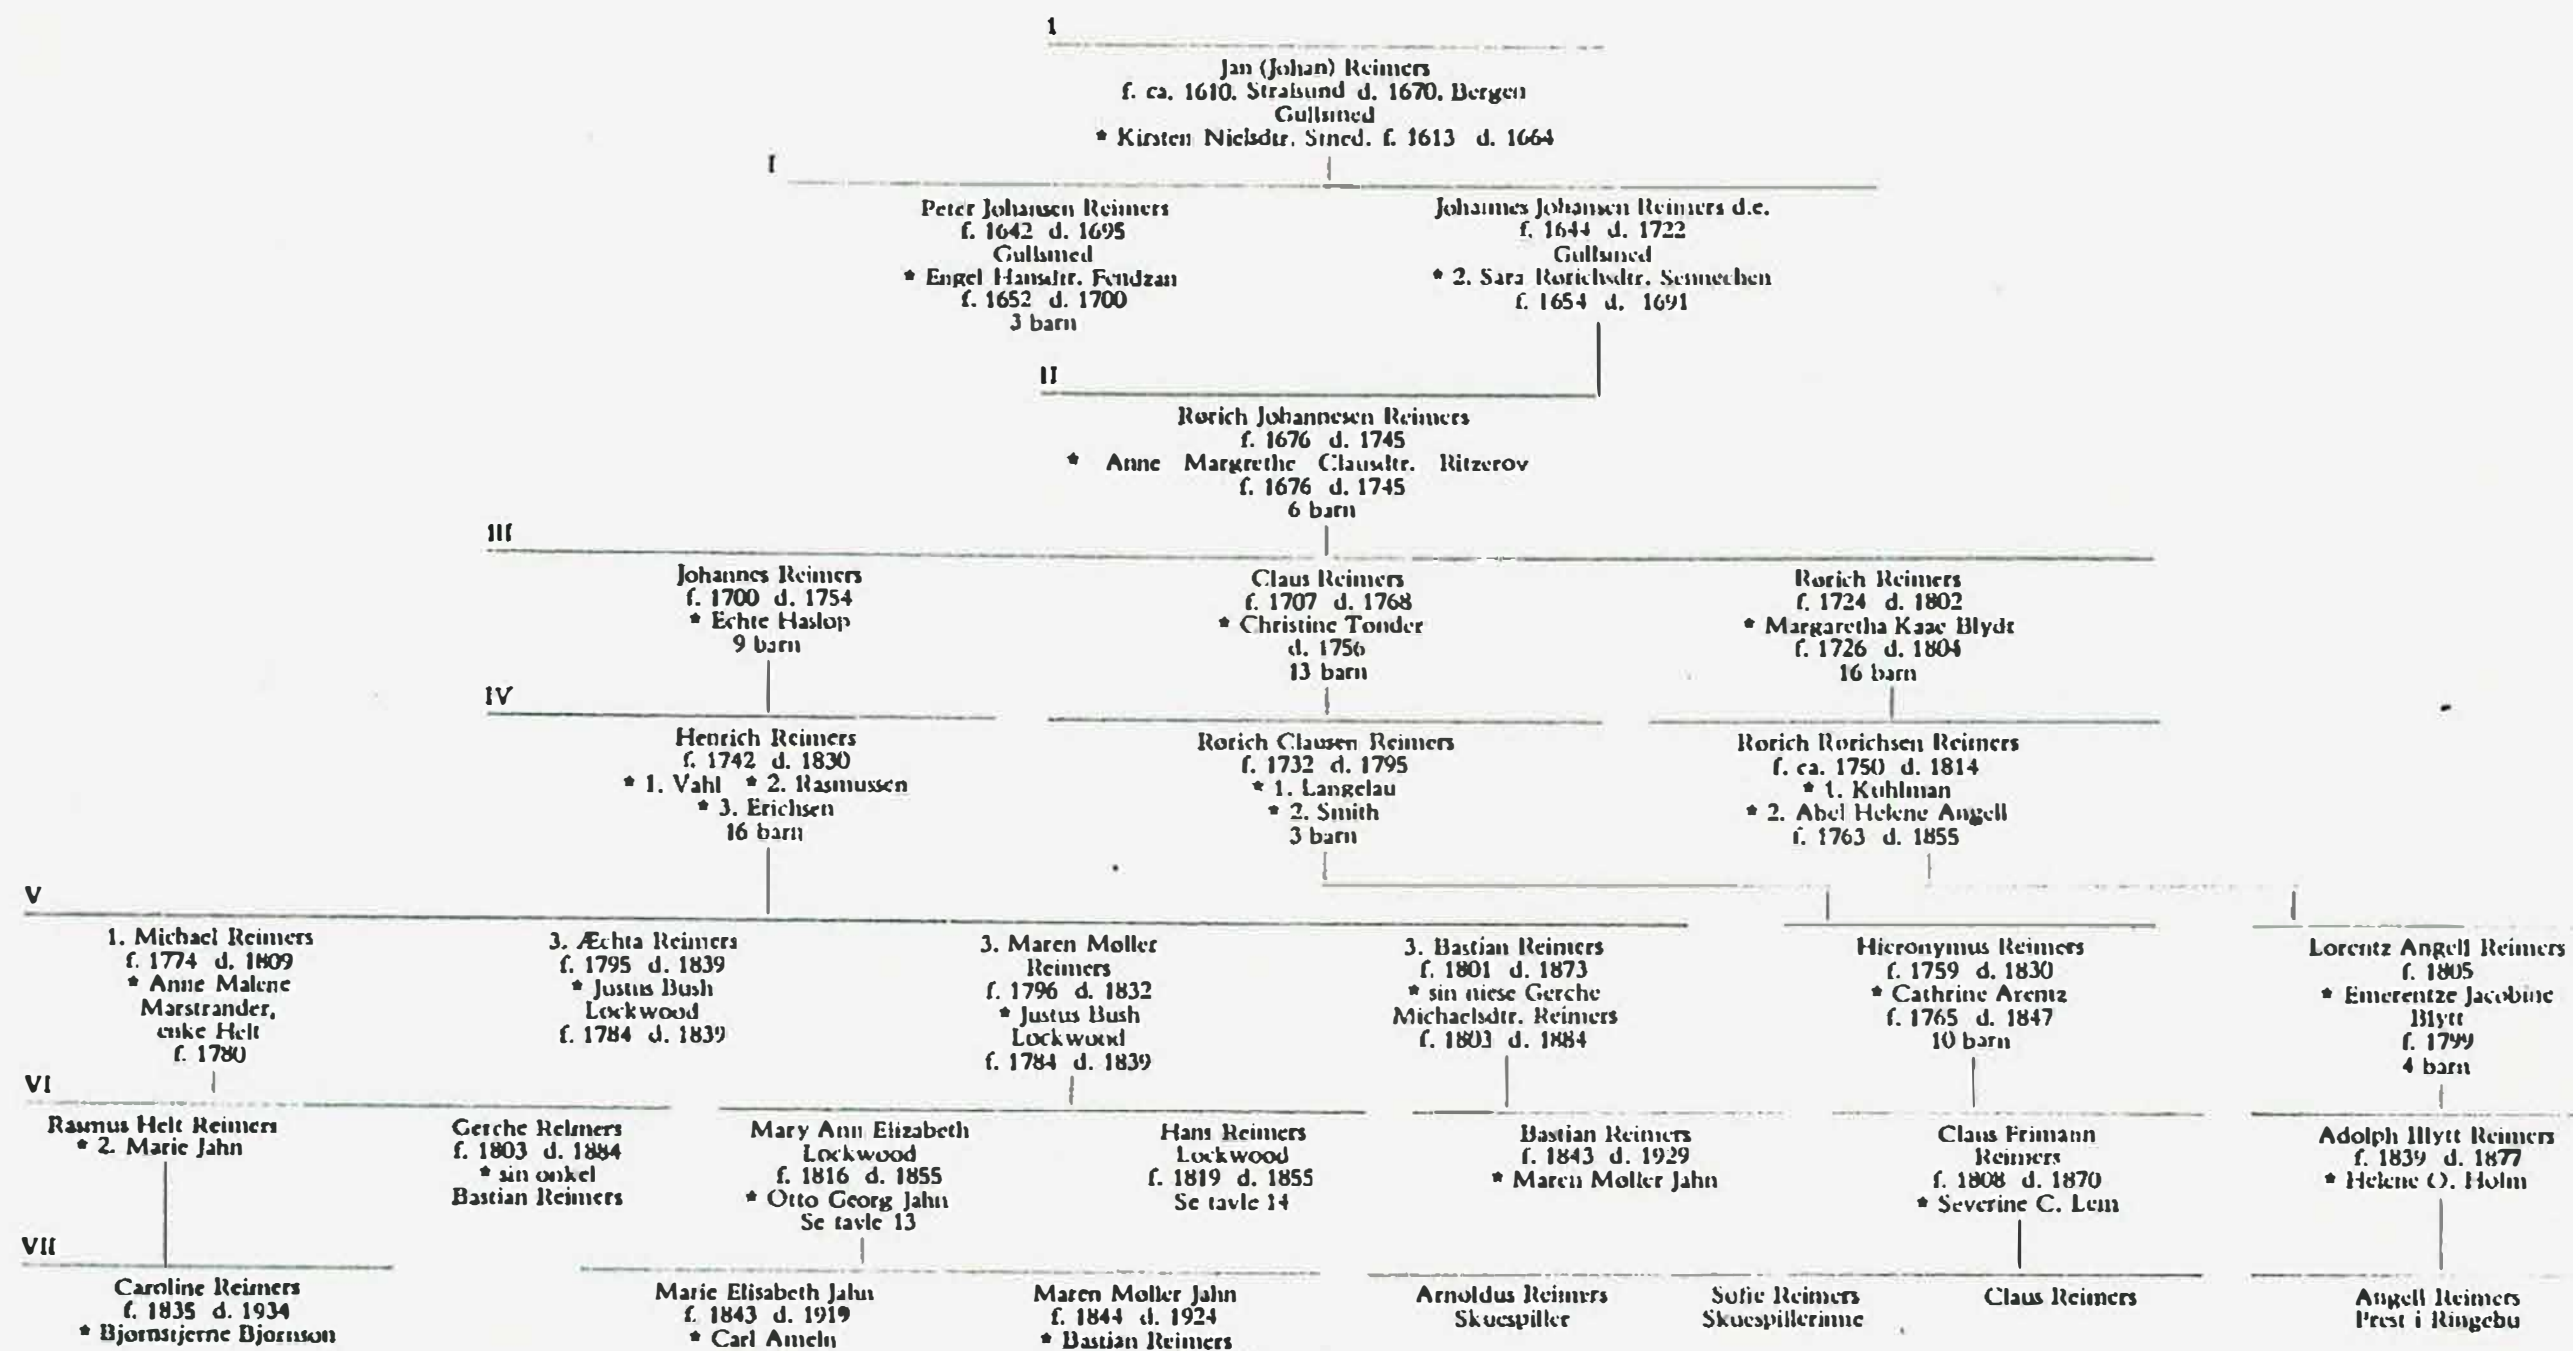 1
Jan (Johan) Reimers
f. ca. 1610, Stralsund d. 1670, Bergen
Gullsmed
* Kirsten Nielsdtr. Smed. f. 1613 d. 1664
I
Peter Johansen Reimers
f. 1642 d. 1695
Gullsmed
* Engel Hansdtr. Fendzan
f. 1652 d. 1700
3 barn
Johannes Johansen Reimers d.e.
f. 1644 d. 1722
Gullsmed
* 2. Sara Rorichsdtr. Sennechen
f. 1654 d. 1691
II
Rørich Johannesen Reimers
f. 1676 d. 1745
* Anne Margrethe Clausdtr. Ritzerov
f. 1676 d. 1745
6 barn
III
Johannes Reimers
f. 1700 d. 1754
* Echte Haslop
9 barn
Claus Reimers
f. 1707 d. 1768
* Christine Tonder
d. 1756
13 barn
Rørich Reimers
f. 1724 d. 1802
* Margaretha Kaae Blydt
f. 1726 d. 1804
16 barn
IV
Henrich Reimers
f. 1742 d. 1830
* 1. Vahl * 2. Rasmussen
* 3. Erichsen
16 barn
Rørich Clausen Reimers
f. 1732 d. 1795
* 1. Langelau
* 2. Smith
3 barn
Rørich Rørichsen Reimers
f. ca. 1750 d. 1814
* 1. Kuhlman
* 2. Abel Helene Angell
f. 1763 d. 1855
V
1. Michael Reimers
f. 1774 d. 1809
* Anne Malene
Marstrander,
enke Helt
f. 1780
3. Æchta Reimers
f. 1795 d. 1839
* Justus Bush
Lockwood
f. 1784 d. 1839
3. Maren Møller
Reimers
f. 1796 d. 1832
* Justus Bush
Lockwood
f. 1784 d. 1839
3. Bastian Reimers
f. 1801 d. 1873
* sin niese Gerche
Michaelsdtr. Reimers
f. 1803 d. 1884
Hieronymus Reimers
f. 1759 d. 1830
* Cathrine Arentz
f. 1765 d. 1847
10 barn
Lorentz Angell Reimers
f. 1805
* Emerentze Jacobine
Blytt
f. 1799
4 barn
VI
Rasmus Helt Reimers
* 2. Marie Jahn
Gerche Reimers
f. 1803 d. 1884
* sin onkel
Bastian Reimers
Mary Ann Elizabeth
Lockwood
f. 1816 d. 1855
* Otto Georg Jahn
Se tavle 13
Hans Reimers
Lockwood
f. 1819 d. 1855
Se tavle 14
Bastian Reimers
f. 1843 d. 1929
* Maren Møller Jahn
Claus Frimann
Reimers
f. 1808 d. 1870
* Severine C. Lem
Adolph Blytt Reimers
f. 1839 d. 1877
* Helene O. Holm
VII
Caroline Reimers
f. 1835 d. 1934
* Bjørnstjerne Bjørnson
Marie Elisabeth Jahn
f. 1843 d. 1919
* Carl Ameln
Maren Møller Jahn
f. 1844 d. 1924
* Bastian Reimers
Arnoldus Reimers
Skuespiller
Sofie Reimers
Skuespillerinne
Claus Reimers
Angell Reimers
Prest i Ringebu